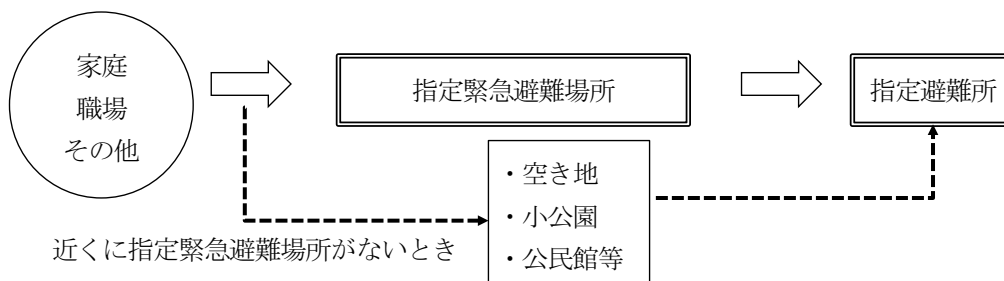 家庭
職場
その他
指定緊急避難場所
指定避難所
・空き地
・小公園
・公民館等
近くに指定緊急避難場所がないとき